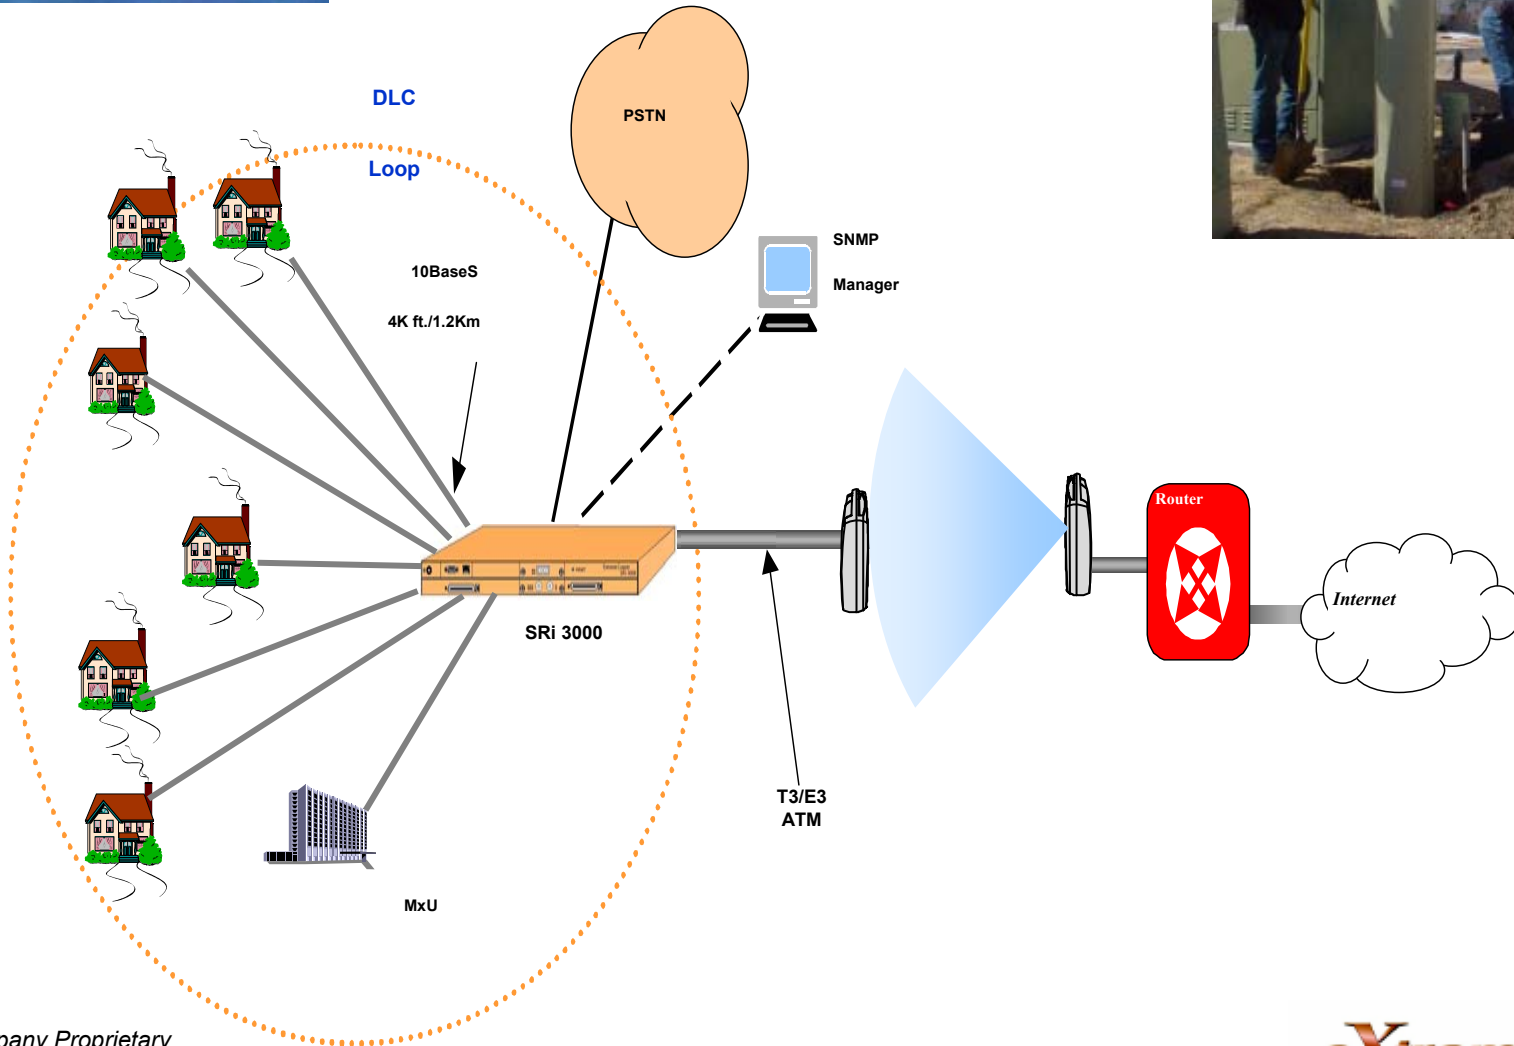 DLC
Loop
PSTN
10BaseS
4K ft./1.2Km
SNMP
Manager
Router
Internet
SRi 3000
T3/E3
ATM
MxU
pany Proprietary